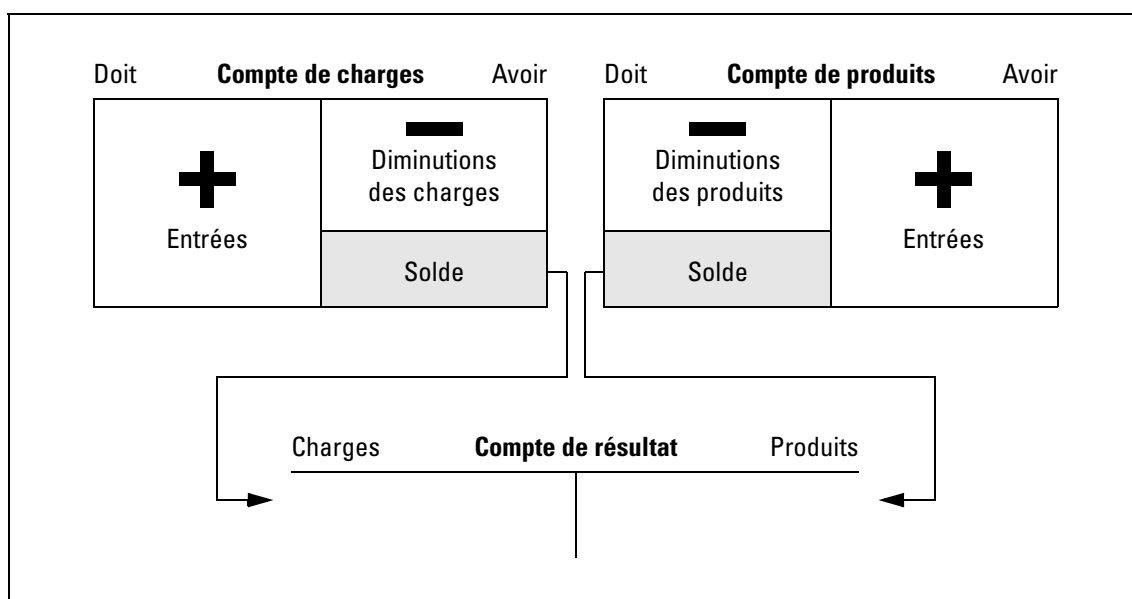 Doit Compte de charges Avoir
Doit Compte de produits Avoir
Entrées
Diminutions
des charges
Solde
Diminutions
des produits
Solde
Entrées
Charges Compte de résultat Produits